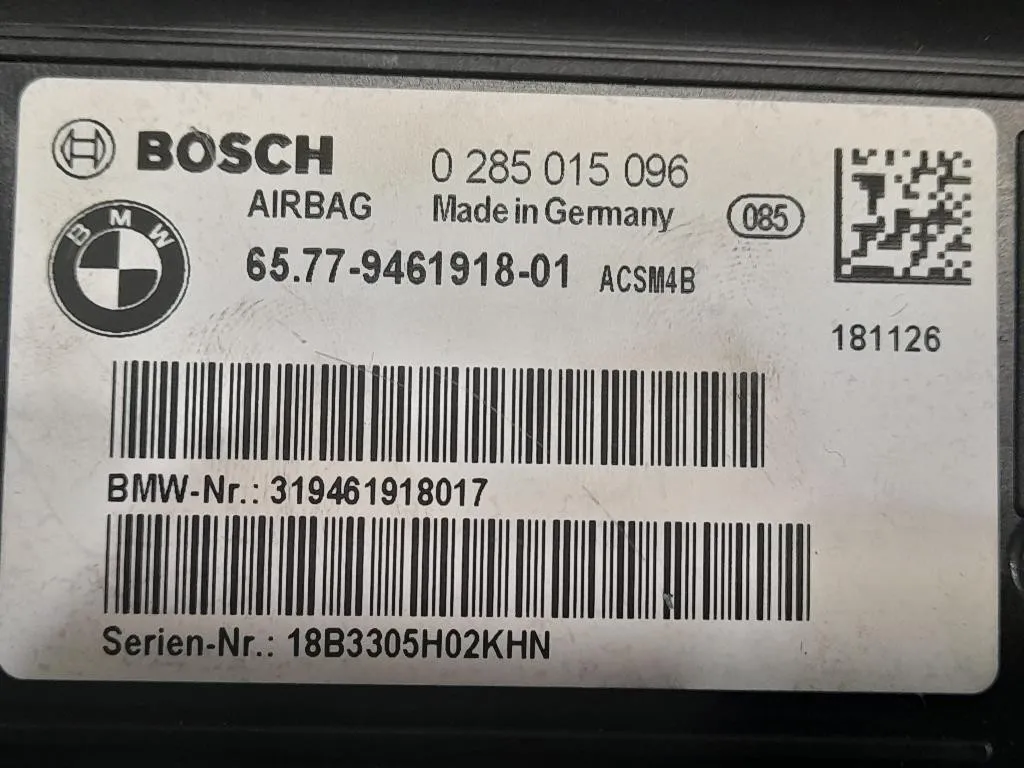 BOSCH 0 285 015 096
AIRBAG Made in Germany 085
BMW 65.77-9461918-01 ACSM4B
181126
BMW-Nr.: 319461918017
Serien-Nr.: 18B3305H02KHN